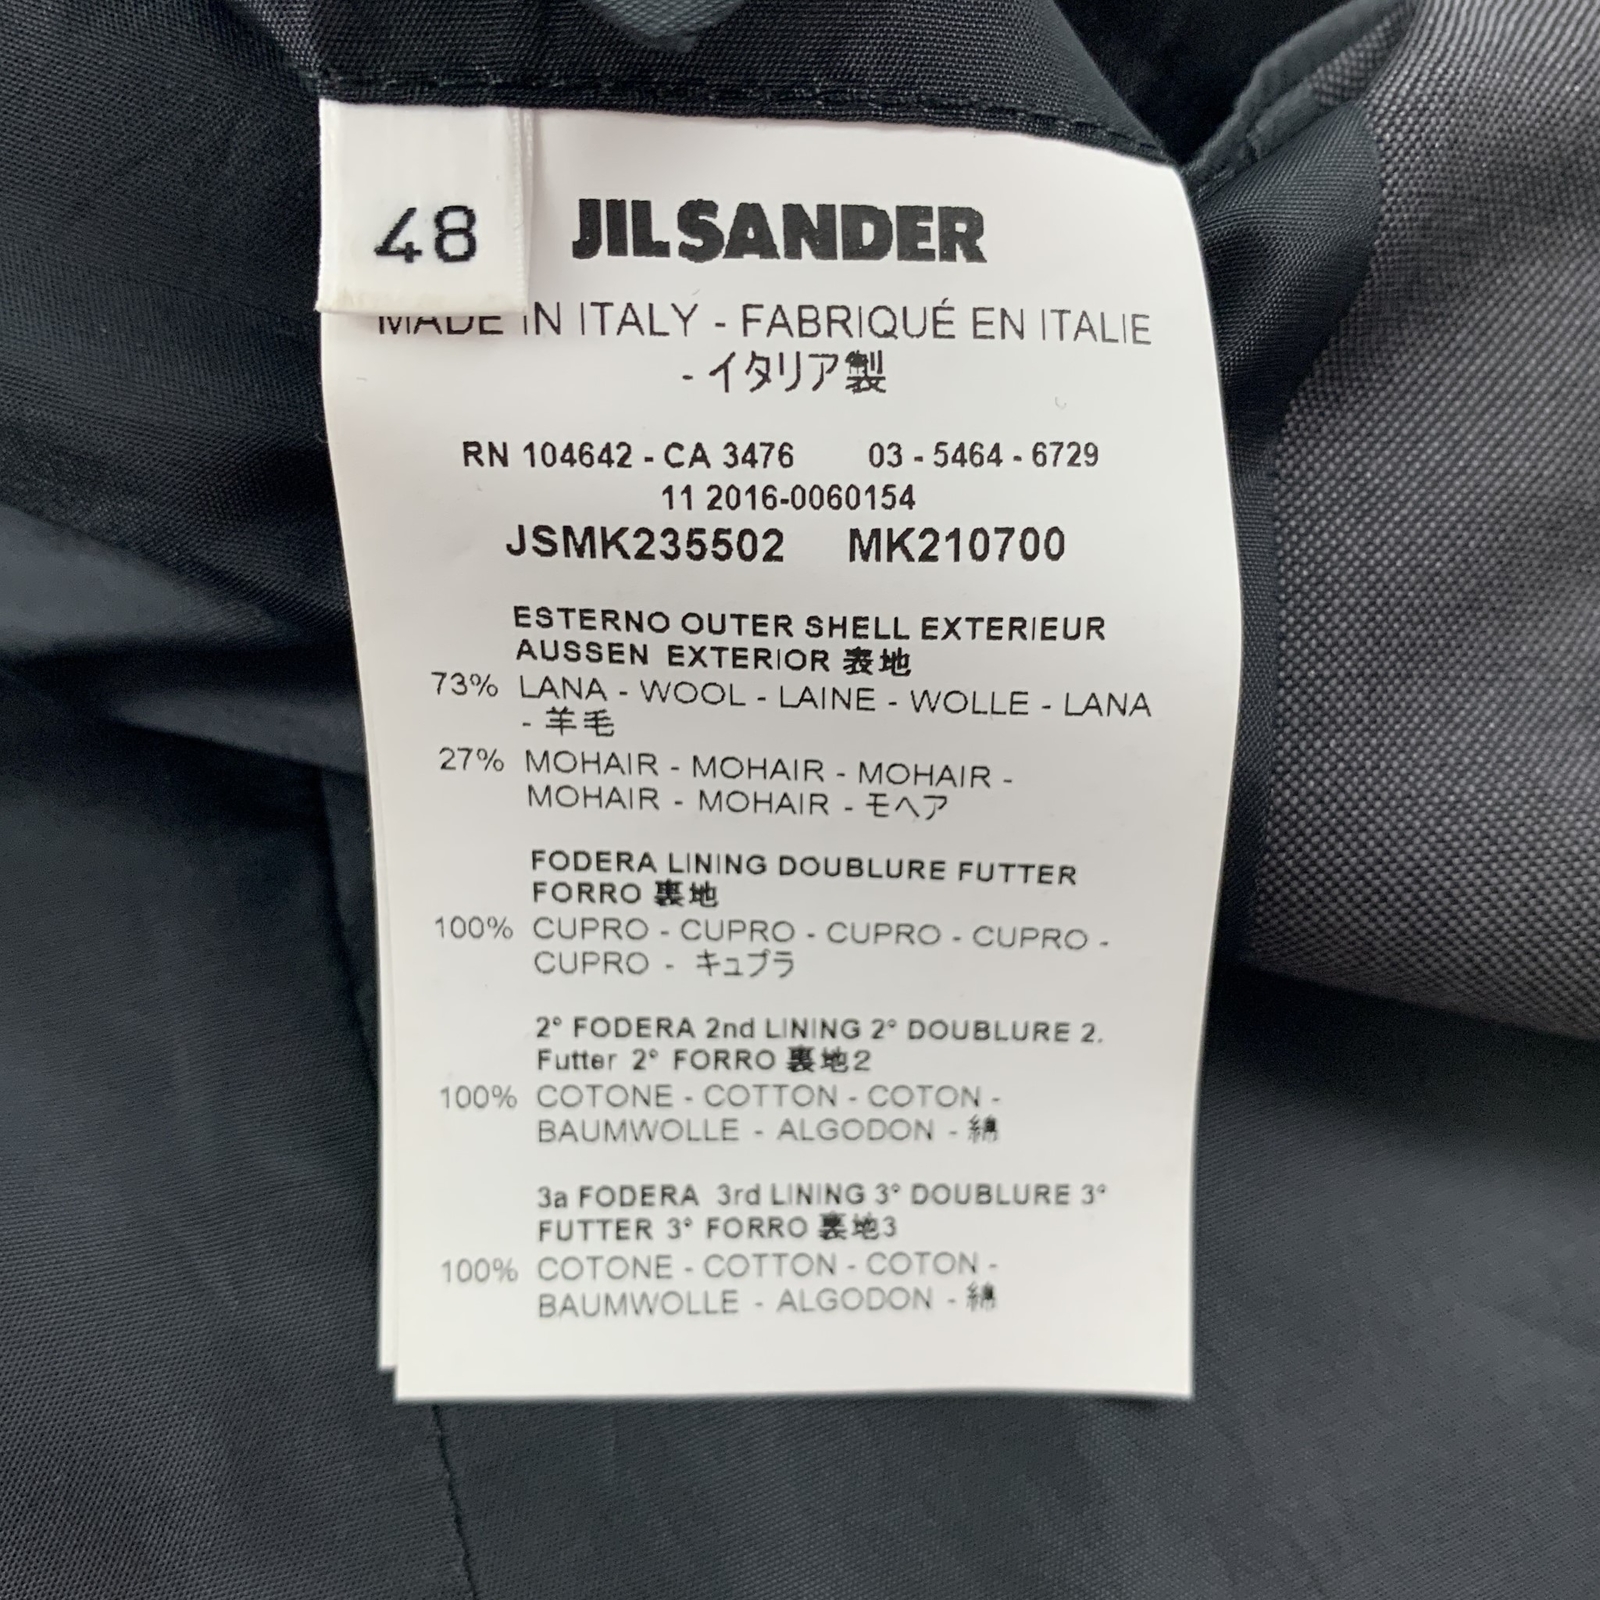 48
JIL SANDER
MADE IN ITALY - FABRIQUÉ EN ITALIE
- イタリア製
RN 104642 - CA 3476 03 - 5464 - 6729
11 2016-0060154
JSMK235502 MK210700
ESTERNO OUTER SHELL EXTERIEUR
AUSSEN EXTERIOR 表地
73% LANA - WOOL - LAINE - WOLLE - LANA
- 羊毛
27% MOHAIR - MOHAIR - MOHAIR -
MOHAIR - MOHAIR - モヘア
FODERA LINING DOUBLURE FUTTER
FORRO 裏地
100% CUPRO - CUPRO - CUPRO - CUPRO -
CUPRO - キュプラ
2° FODERA 2nd LINING 2° DOUBLURE 2.
Futter 2° FORRO 裏地2
100% COTONE - COTTON - COTON -
BAUMWOLLE - ALGODON - 綿
3a FODERA 3rd LINING 3° DOUBLURE 3°
FUTTER 3° FORRO 裏地3
100% COTONE - COTTON - COTON -
BAUMWOLLE - ALGODON - 綿